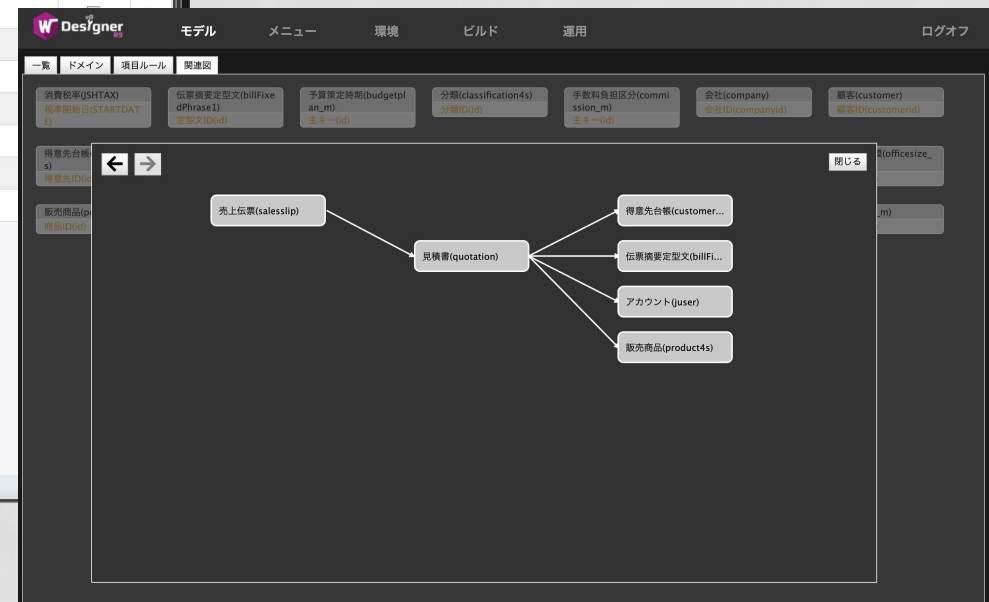 Designer
R9
モデル メニュー 環境 ビルド 運用 ログオフ
一覧 ドメイン 項目ルール 関連図
消費税率(JSHTAX)
税率開始日(STARTDAT
E)
伝票摘要定型文(billFixe
dPhrase1)
定型文ID(id)
予算策定時期(budgetpl
an_m)
主キー(id)
分類(classification4s)
分類ID(id)
手数料負担区分(commi
ssion_m)
主キー(id)
会社(company)
会社ID(companyid)
顧客(customer)
顧客ID(customerid)
得意先台帳
s)
得意先ID(ic
(officesize_
販売商品(p
商品ID(id)
_m)
閉じる
売上伝票(salesslip)
見積書(quotation)
得意先台帳(customer...
伝票摘要定型文(billFi...
アカウント(juser)
販売商品(product4s)